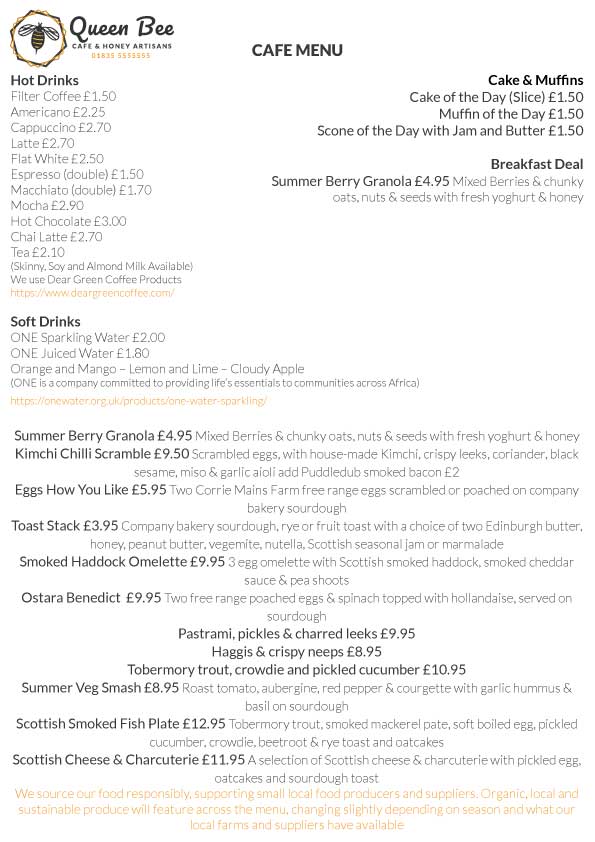 Queen Bee
CAFE & HONEY ARTISANS
01835 5555555
CAFE MENU
Hot Drinks
Filter Coffee £1.50
Americano £2.25
Cappuccino £2.70
Latte £2.70
Flat White £2.50
Espresso (double) £1.50
Macchiato (double) £1.70
Mocha £2.90
Hot Chocolate £3.00
Chai Latte £2.70
Tea £2.10
(Skinny, Soy and Almond Milk Available)
We use Dear Green Coffee Products
https://www.deargreencoffee.com/
Cake & Muffins
Cake of the Day (Slice) £1.50
Muffin of the Day £1.50
Scone of the Day with Jam and Butter £1.50
Breakfast Deal
Summer Berry Granola £4.95 Mixed Berries & chunky
oats, nuts & seeds with fresh yoghurt & honey
Soft Drinks
ONE Sparkling Water £2.00
ONE Juiced Water £1.80
Orange and Mango – Lemon and Lime – Cloudy Apple
(ONE is a company committed to providing life's essentials to communities across Africa)
https://onewater.org.uk/products/one-water-sparkling/
Summer Berry Granola £4.95 Mixed Berries & chunky oats, nuts & seeds with fresh yoghurt & honey
Kimchi Chilli Scramble £9.50 Scrambled eggs, with house-made Kimchi, crispy leeks, coriander, black
sesame, miso & garlic aioli add Puddledub smoked bacon £2
Eggs How You Like £5.95 Two Corrie Mains Farm free range eggs scrambled or poached on company
bakery sourdough
Toast Stack £3.95 Company bakery sourdough, rye or fruit toast with a choice of two Edinburgh butter,
honey, peanut butter, vegemite, nutella, Scottish seasonal jam or marmalade
Smoked Haddock Omelette £9.95 3 egg omelette with Scottish smoked haddock, smoked cheddar
sauce & pea shoots
Ostara Benedict £9.95 Two free range poached eggs & spinach topped with hollandaise, served on
sourdough
Pastrami, pickles & charred leeks £9.95
Haggis & crispy neeps £8.95
Tobermory trout, crowdie and pickled cucumber £10.95
Summer Veg Smash £8.95 Roast tomato, aubergine, red pepper & courgette with garlic hummus &
basil on sourdough
Scottish Smoked Fish Plate £12.95 Tobermory trout, smoked mackerel pate, soft boiled egg, pickled
cucumber, crowdie, beetroot & rye toast and oatcakes
Scottish Cheese & Charcuterie £11.95 A selection of Scottish cheese & charcuterie with pickled egg,
oatcakes and sourdough toast
We source our food responsibly, supporting small local food producers and suppliers. Organic, local and
sustainable produce will feature across the menu, changing slightly depending on season and what our
local farms and suppliers have available